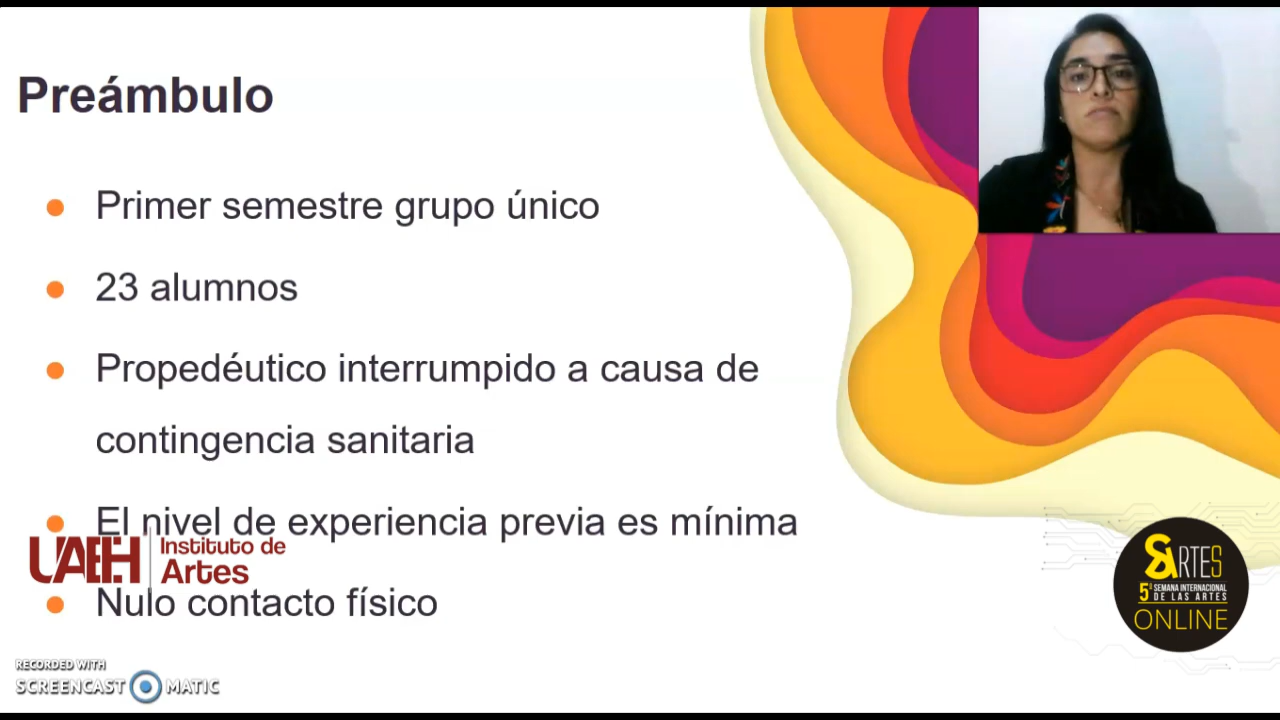 Preámbulo
Primer semestre grupo único
23 alumnos
Propedéutico interrumpido a causa de
contingencia sanitaria
El nivel de experiencia previa es mínima
UAEH Instituto de
Artes
Nulo contacto físico
SARTES
5ª SEMANA INTERNACIONAL
DE LAS ARTES
ONLINE
RECORDED WITH
SCREENCAST MATIC